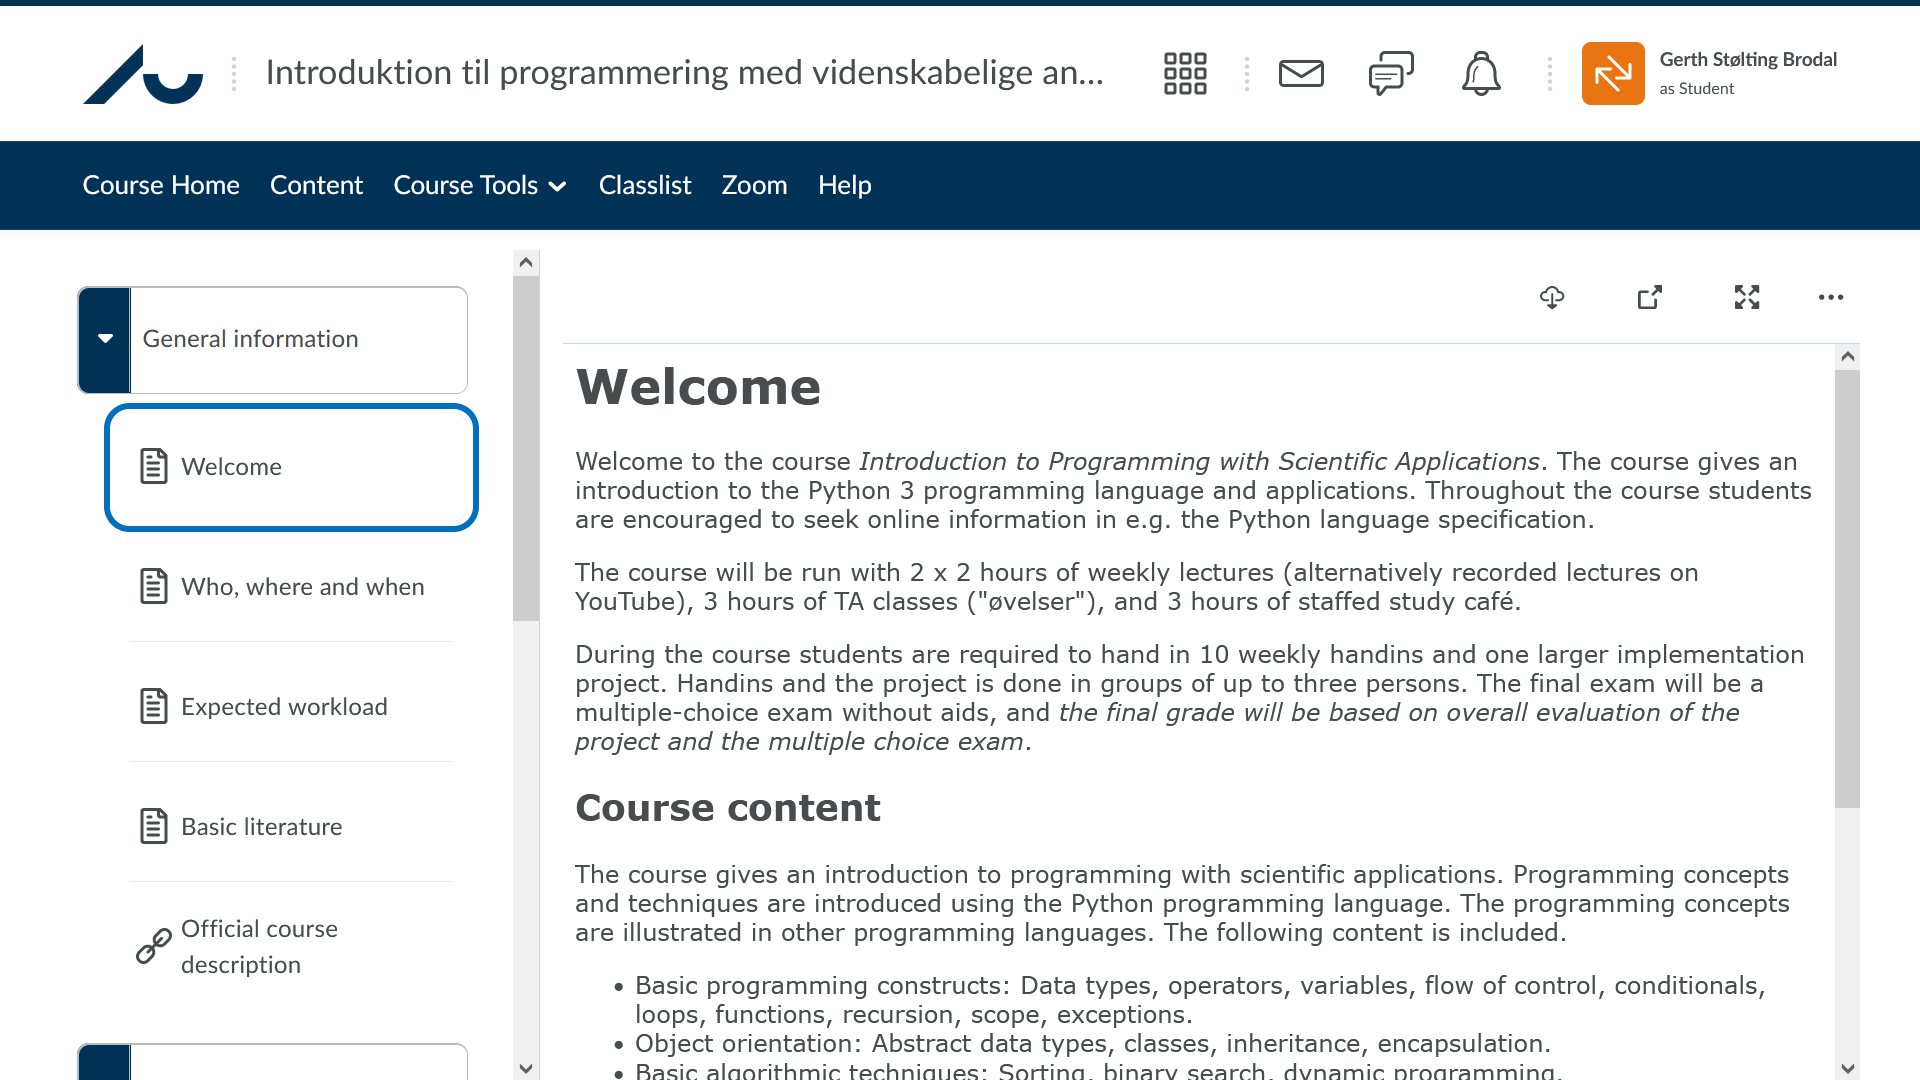 Introduktion til programmering med videnskabelige an...
Gerth Stølting Brodal
as Student
Course Home Content Course Tools Classlist Zoom Help
General information
Welcome
Who, where and when
Expected workload
Basic literature
Official course
description
Welcome
Welcome to the course Introduction to Programming with Scientific Applications. The course gives an
introduction to the Python 3 programming language and applications. Throughout the course students
are encouraged to seek online information in e.g. the Python language specification.
The course will be run with 2 x 2 hours of weekly lectures (alternatively recorded lectures on
YouTube), 3 hours of TA classes ("øvelser"), and 3 hours of staffed study café.
During the course students are required to hand in 10 weekly handins and one larger implementation
project. Handins and the project is done in groups of up to three persons. The final exam will be a
multiple-choice exam without aids, and the final grade will be based on overall evaluation of the
project and the multiple choice exam.
Course content
The course gives an introduction to programming with scientific applications. Programming concepts
and techniques are introduced using the Python programming language. The programming concepts
are illustrated in other programming languages. The following content is included.
• Basic programming constructs: Data types, operators, variables, flow of control, conditionals,
loops, functions, recursion, scope, exceptions.
• Object orientation: Abstract data types, classes, inheritance, encapsulation.
• Basic algorithmic techniques: Sorting, binary search, dynamic programming.